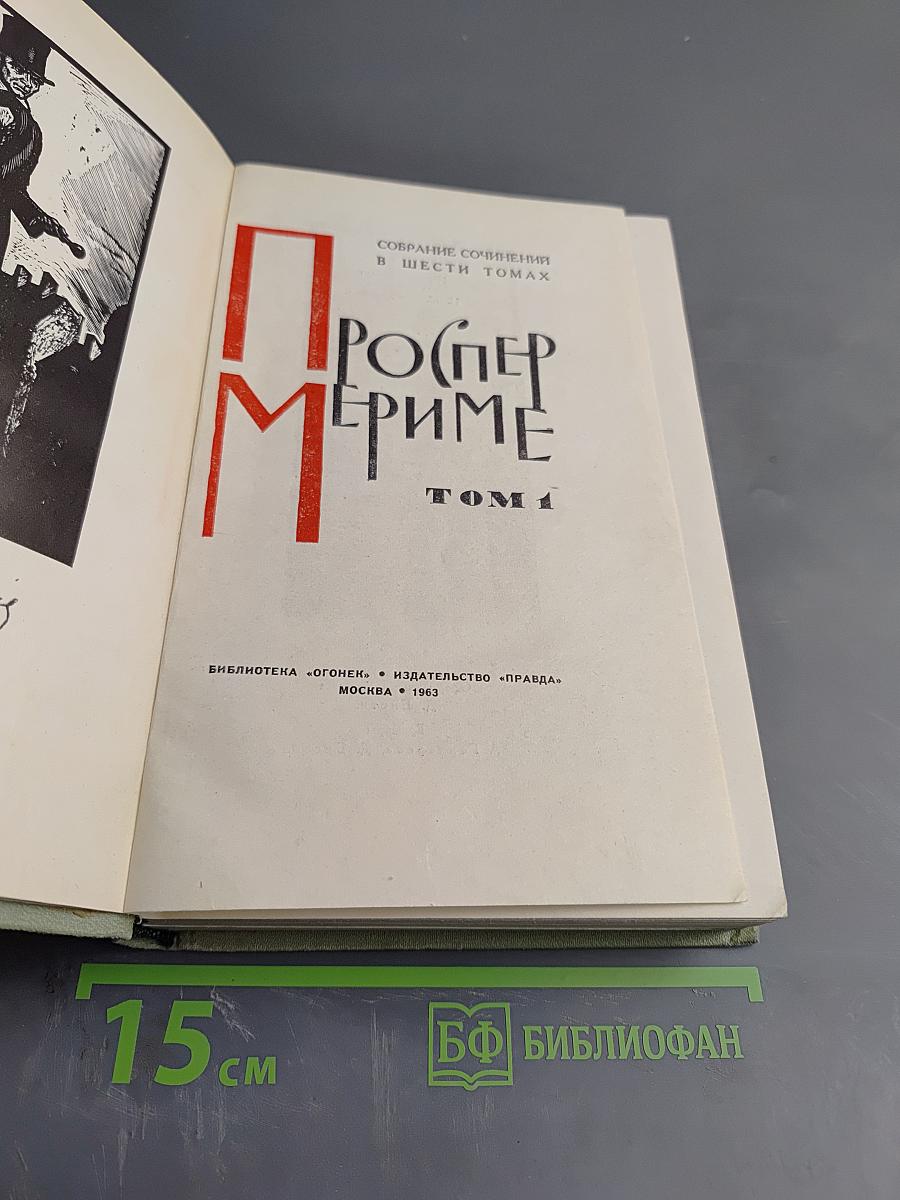 СОБРАНИЕ СОЧИНЕНИЙ
В ШЕСТИ ТОМАХ
ПРОСПЕР
МЕРИМЕ
ТОМ 1
БИБЛИОТЕКА «ОГОНЕК» • ИЗДАТЕЛЬСТВО «ПРАВДА»
МОСКВА • 1963
15 см
БФ БИБЛИОФАН